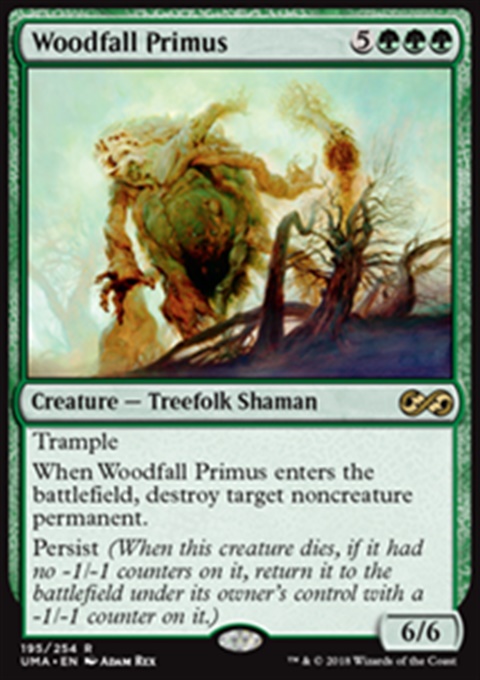 Woodfall Primus 5
Creature — Treefolk Shaman
Trample
When Woodfall Primus enters the
battlefield, destroy target noncreature
permanent.
Persist (When this creature dies, if it had
no -1/-1 counters on it, return it to the
battlefield under its owner's control with a
-1/-1 counter on it.)
6/6
195/254 R
UMA • EN Adam Rex
™ & © 2018 Wizards of the Coast